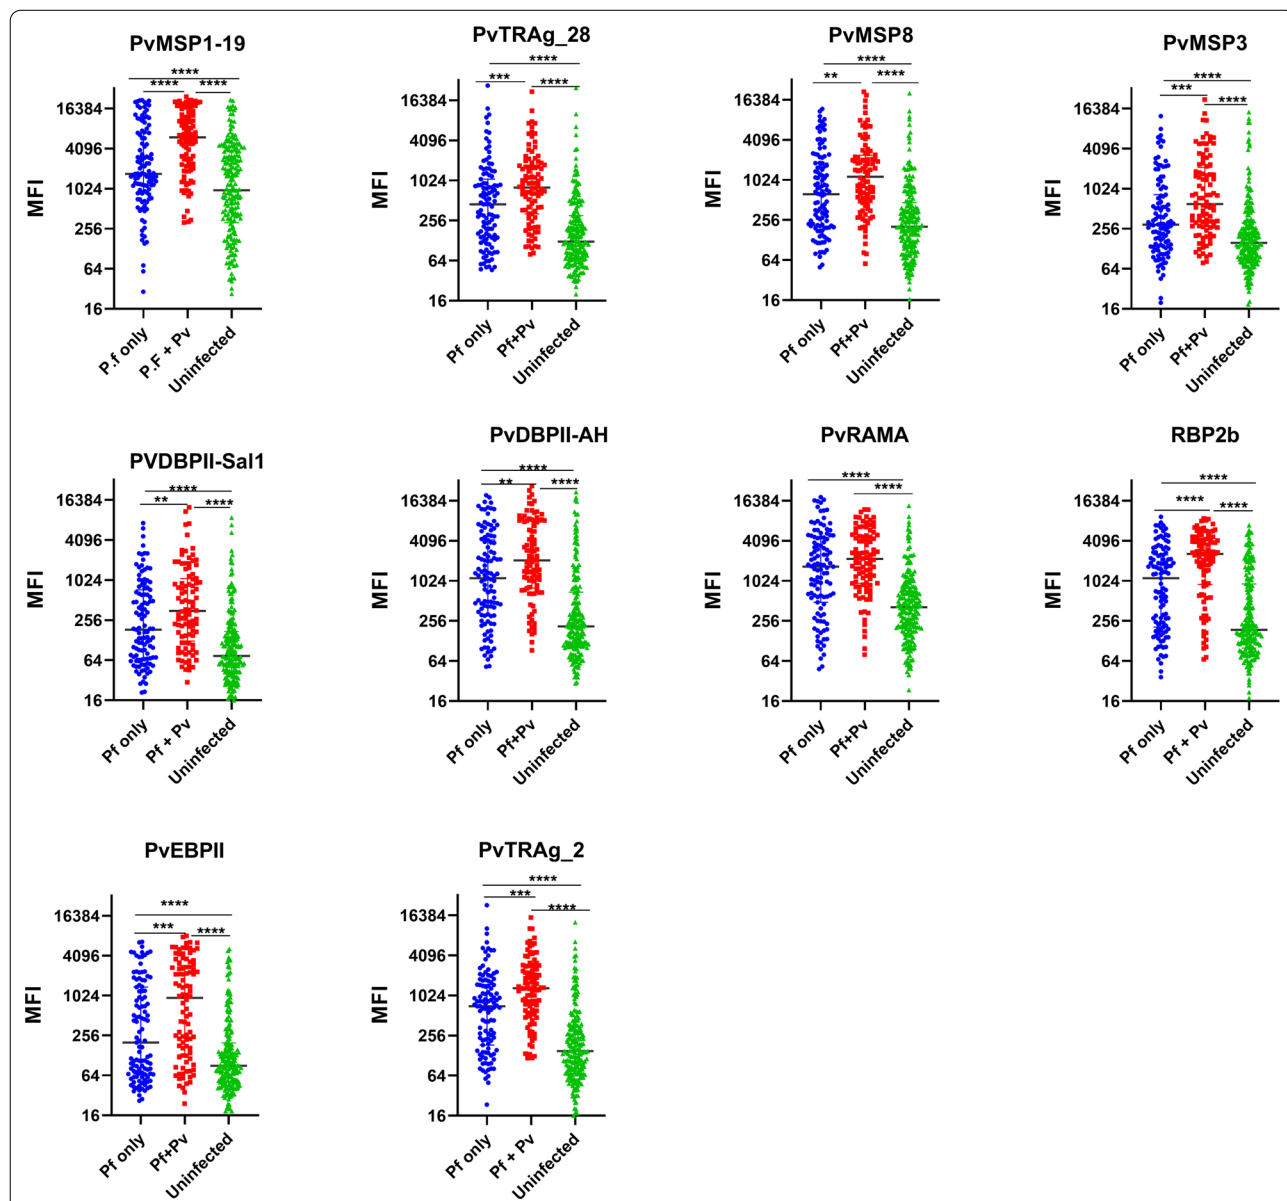 PvMSP1-19
****
**** ****
MFI
16384
4096
1024
256
64
16
P.f only
P.F + Pv
Uninfected
PvTRAg_28
****
*** ****
MFI
16384
4096
1024
256
64
16
Pf only
Pf+Pv
Uninfected
PvMSP8
****
** ****
MFI
16384
4096
1024
256
64
16
Pf only
Pf+Pv
Uninfected
PvMSP3
****
*** ****
MFI
16384
4096
1024
256
64
16
Pf only
Pf+Pv
Uninfected
PVDBPII-Sal1
****
** ****
MFI
16384
4096
1024
256
64
16
Pf only
Pf + Pv
Uninfected
PvDBPII-AH
****
** ****
MFI
16384
4096
1024
256
64
16
Pf only
Pf+Pv
Uninfected
PvRAMA
****
****
MFI
16384
4096
1024
256
64
16
Pf only
Pf+Pv
Uninfected
RBP2b
****
**** ****
MFI
16384
4096
1024
256
64
16
Pf only
Pf + Pv
Uninfected
PvEBPII
****
*** ****
MFI
16384
4096
1024
256
64
16
Pf only
Pf+Pv
Uninfected
PvTRAg_2
****
*** ****
MFI
16384
4096
1024
256
64
16
Pf only
Pf + Pv
Uninfected